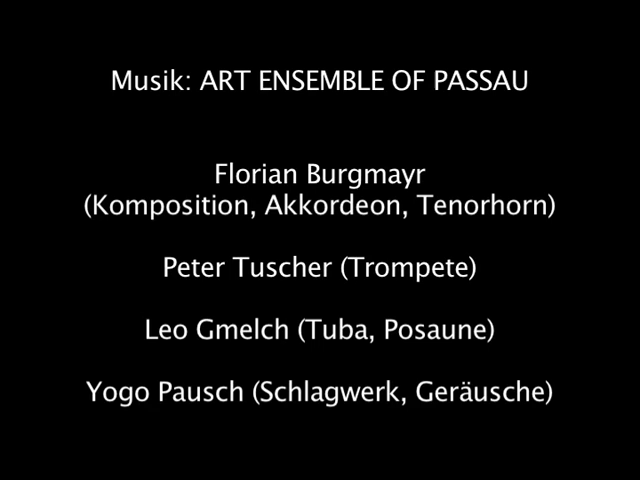 Musik: ART ENSEMBLE OF PASSAU
Florian Burgmayr
(Komposition, Akkordeon, Tenorhorn)
Peter Tuscher (Trompete)
Leo Gmelch (Tuba, Posaune)
Yogo Pausch (Schlagwerk, Geräusche)